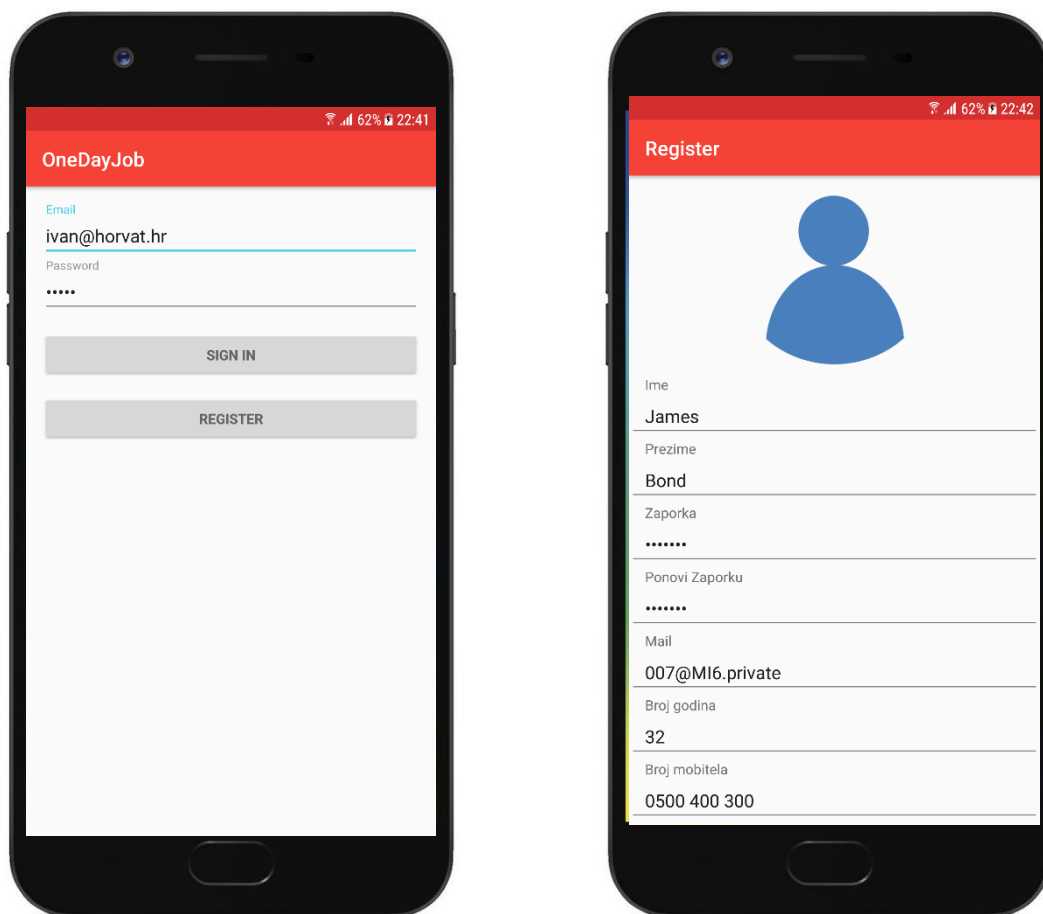 62% 22:41
OneDayJob
Email
ivan@horvat.hr
Password
•••••
SIGN IN
REGISTER
62% 22:42
Register
Ime
James
Prezime
Bond
Zaporka
•••••••
Ponovi Zaporku
•••••••
Mail
007@MI6.private
Broj godina
32
Broj mobitela
0500 400 300